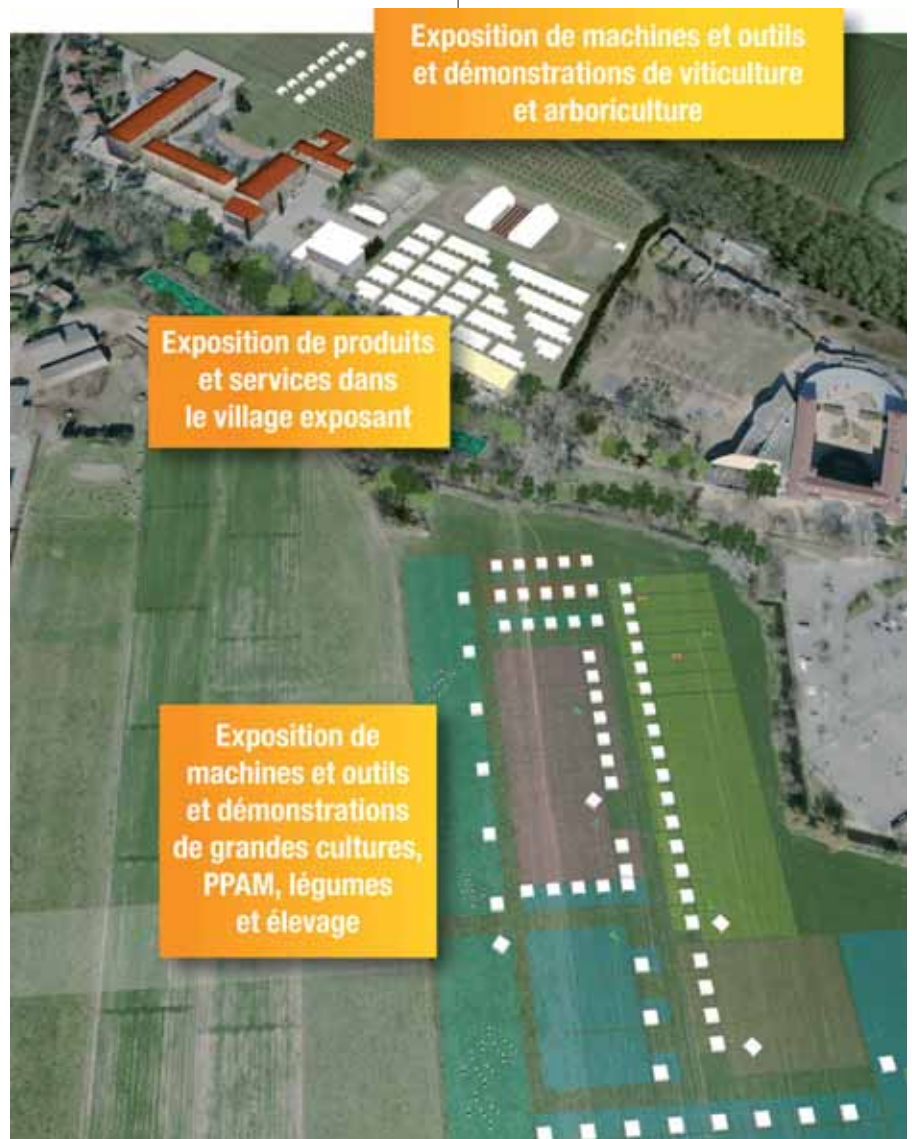 Exposition de machines et outils
et démonstrations de viticulture
et arboriculture
Exposition de produits
et services dans
le village exposant
Exposition de
machines et outils
et démonstrations
de grandes cultures,
PPAM, légumes
et élevage